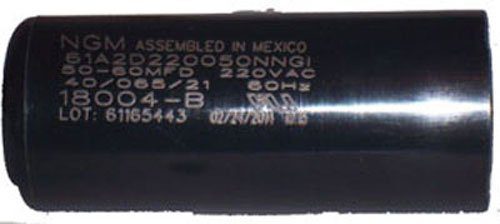 NGM ASSEMBLED IN MEXICO
61A2D220050NNGI
50-60MFD 220VAC
40/065/21 60Hz
18004-B
LOT: 61165443 02/24/2011